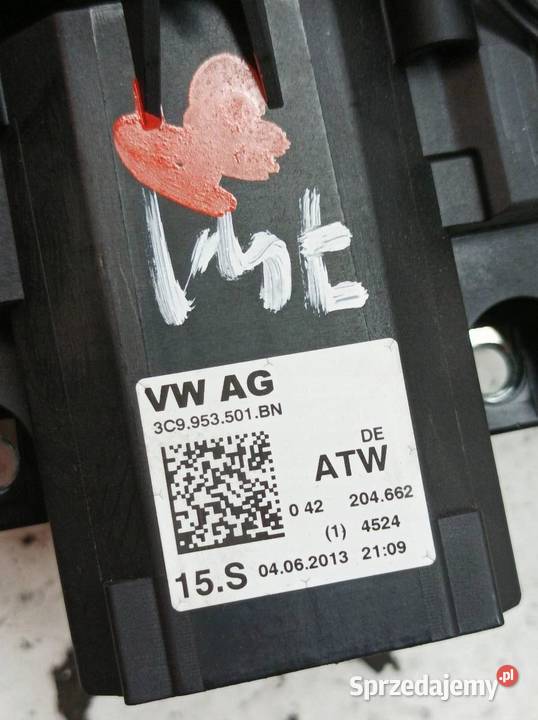 VW AG
3C9.953.501.BN
DE
ATW
0 42 204.662
(1) 4524
15.S 04.06.2013 21:09
Sprzedajemy.pl